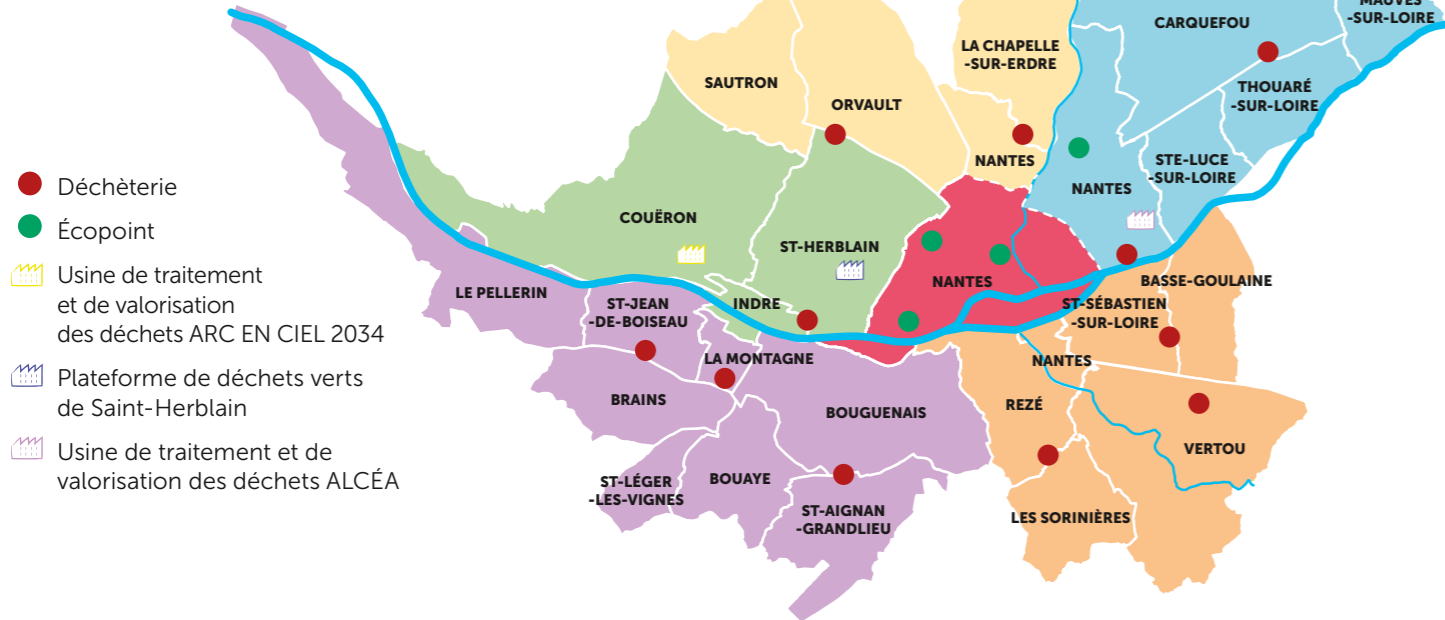 Déchèterie
Écopoint
Usine de traitement
et de valorisation
des déchets ARC EN CIEL 2034
Plateforme de déchets verts
de Saint-Herblain
Usine de traitement et de
valorisation des déchets ALCÉA
MAUVES
-SUR-LOIRE
CARQUEFOU
LA CHAPELLE
-SUR-ERDRE
SAUTRON
ORVAULT
THOUARÉ
-SUR-LOIRE
NANTES
STE-LUCE
-SUR-LOIRE
NANTES
COUËRON
ST-HERBLAIN
NANTES
BASSE-GOULAINE
LE PELLERIN
ST-JEAN
-DE-BOISEAU
INDRE
ST-SÉBASTIEN
-SUR-LOIRE
LA MONTAGNE
NANTES
BRAINS
BOUGUENAIS
REZÉ
VERTOU
ST-LÉGER
-LES-VIGNES
BOUAYE
ST-AIGNAN
-GRANDLIEU
LES SORINIÈRES